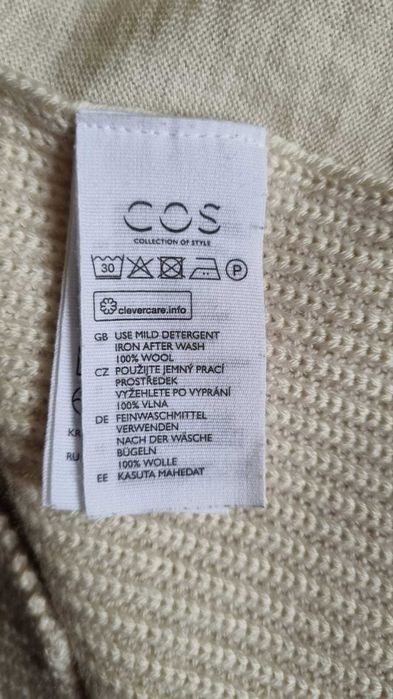 COS
COLLECTION OF STYLE
30
P
clevercare.info
GB USE MILD DETERGENT
IRON AFTER WASH
100% WOOL
CZ POUŽIJTE JEMNÝ PRACÍ
PROSTŘEDEK
VYŽEHLETE PO VYPRÁNÍ
100% VLNA
DE FEINWASCHMITTEL
VERWENDEN
NACH DER WÄSCHE
BÜGELN
100% WOLLE
EE KASUTA MAHEDAT
KR
RU